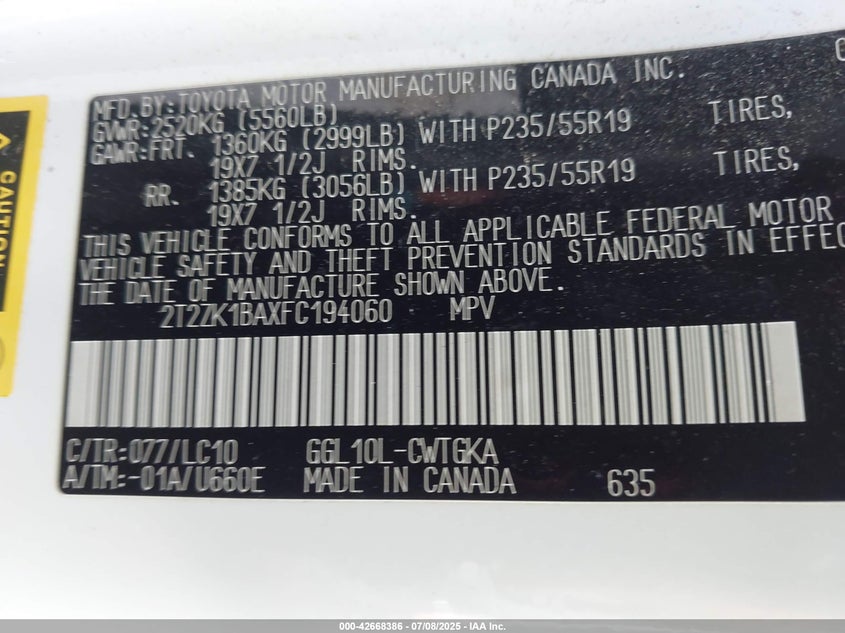 MFD. BY:TOYOTA MOTOR MANUFACTURING CANADA INC.
GVWR:2520KG (5560LB)
GAWR:FRT. 1360KG (2999LB) WITH P235/55R19 TIRES,
19X7 1/2J RIMS.
RR. 1385KG (3056LB) WITH P235/55R19 TIRES,
19X7 1/2J RIMS.
THIS VEHICLE CONFORMS TO ALL APPLICABLE FEDERAL MOTOR
VEHICLE SAFETY AND THEFT PREVENTION STANDARDS IN EFFEC
THE DATE OF MANUFACTURE SHOWN ABOVE.
2T2ZK1BAXFC194060 MPV
C/TR:077/LC10 GGL10L-CWTGKA
A/TM:-01A/U660E MADE IN CANADA 635
CAUTION
000-42668386 - 07/08/2025 - IAA Inc.